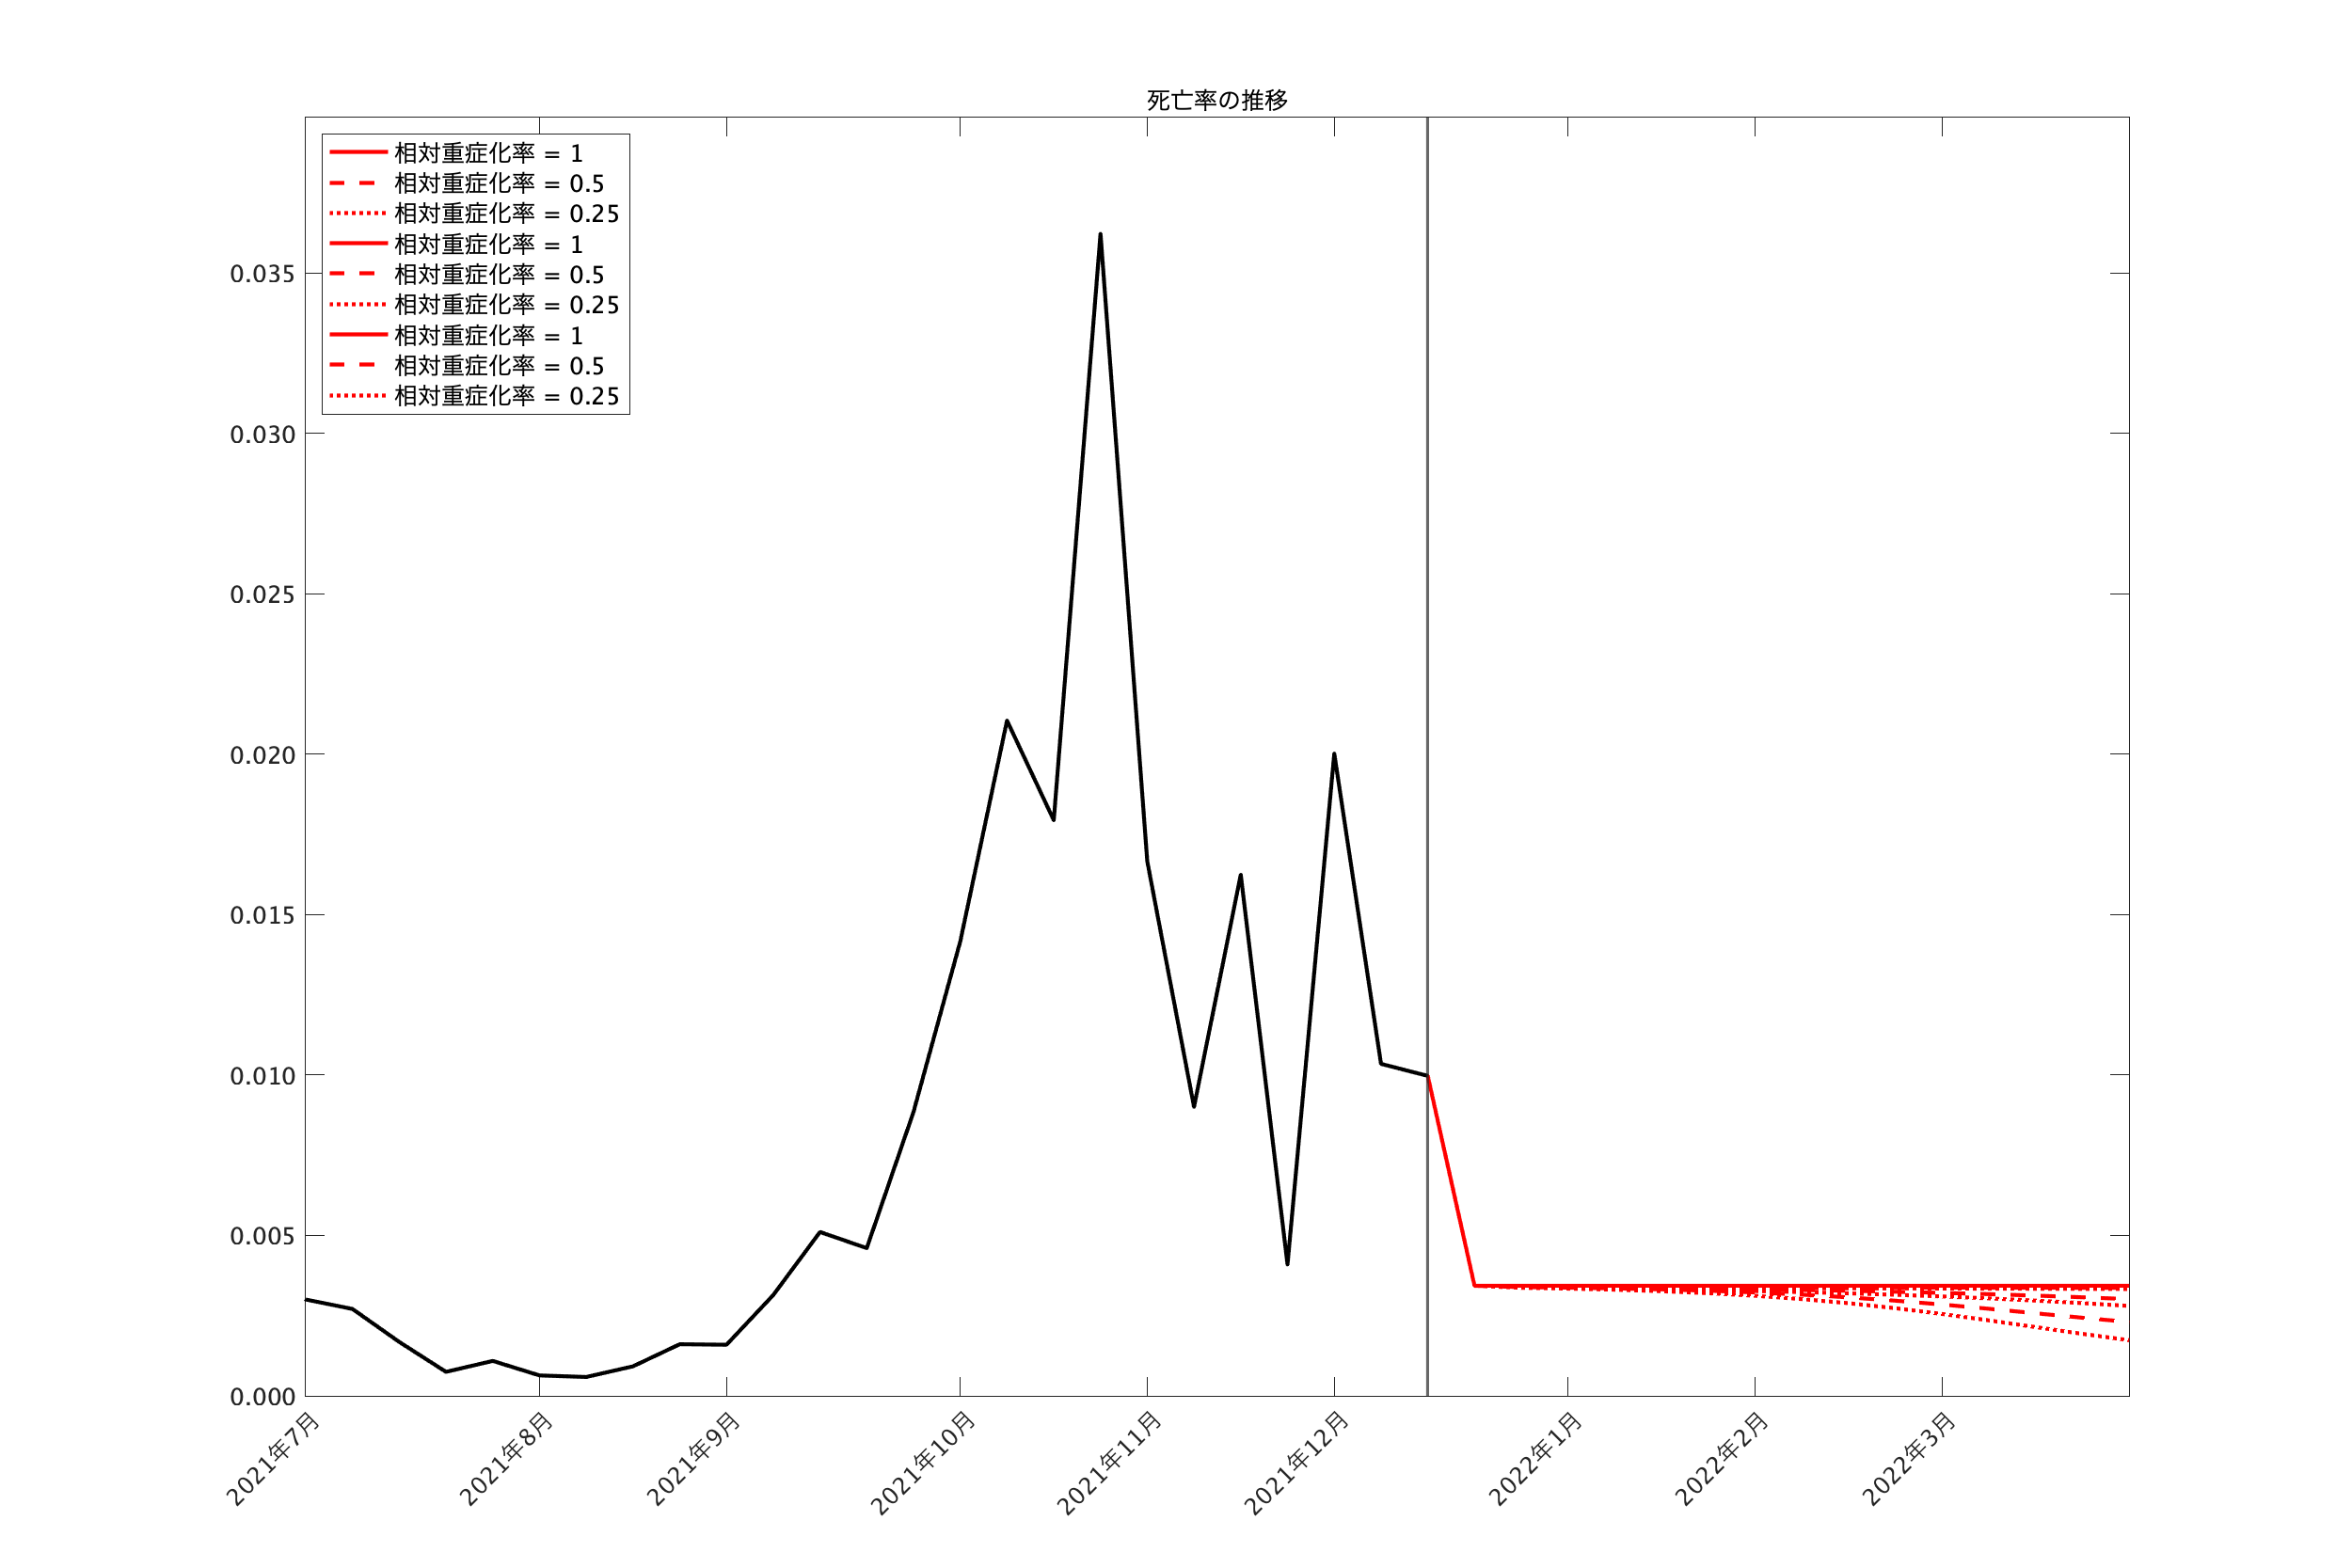 死亡率の推移
相対重症化率 = 1
相対重症化率 = 0.5
相対重症化率 = 0.25
相対重症化率 = 1
相対重症化率 = 0.5
相対重症化率 = 0.25
相対重症化率 = 1
相対重症化率 = 0.5
相対重症化率 = 0.25
0.035
0.030
0.025
0.020
0.015
0.010
0.005
0.000
2021年7月
2021年8月
2021年9月
2021年10月
2021年11月
2021年12月
2022年1月
2022年2月
2022年3月